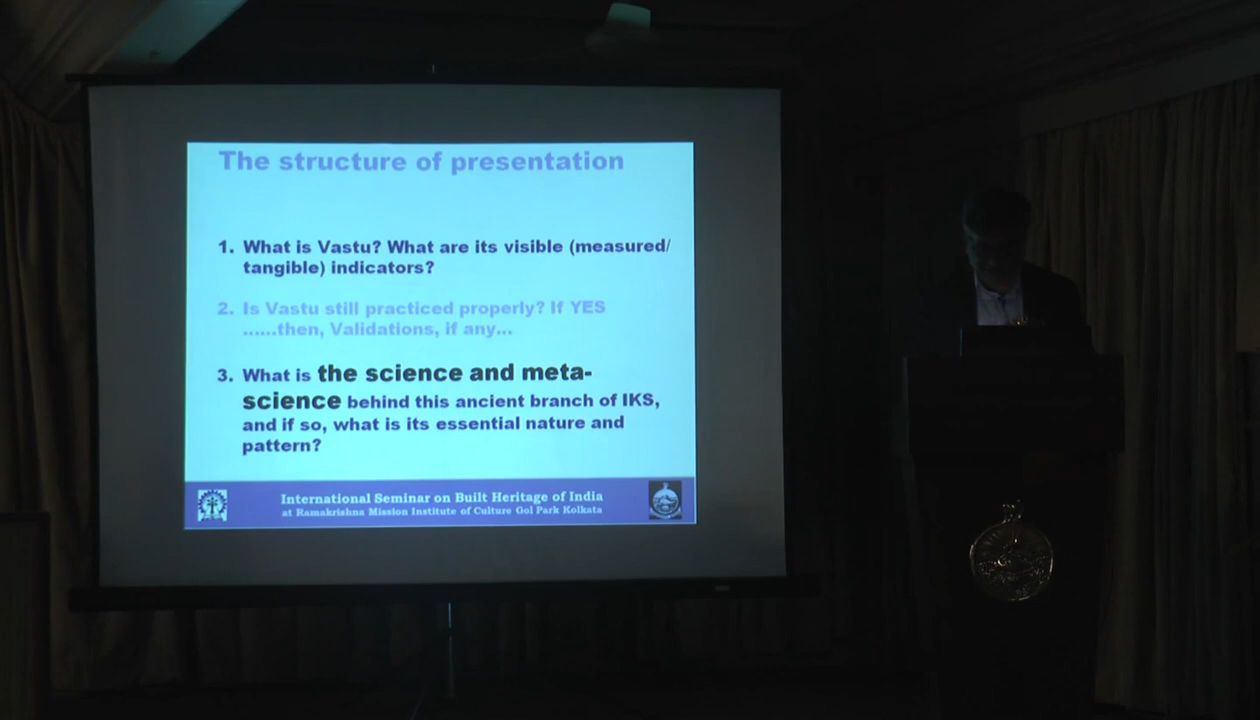 The structure of presentation
1. What is Vastu? What are its visible (measured/
tangible) indicators?
2. Is Vastu still practiced properly? If YES
......then, Validations, if any...
3. What is the science and meta-
science behind this ancient branch of IKS,
and if so, what is its essential nature and
pattern?
International Seminar on Built Heritage of India
at Ramakrishna Mission Institute of Culture Gol Park Kolkata